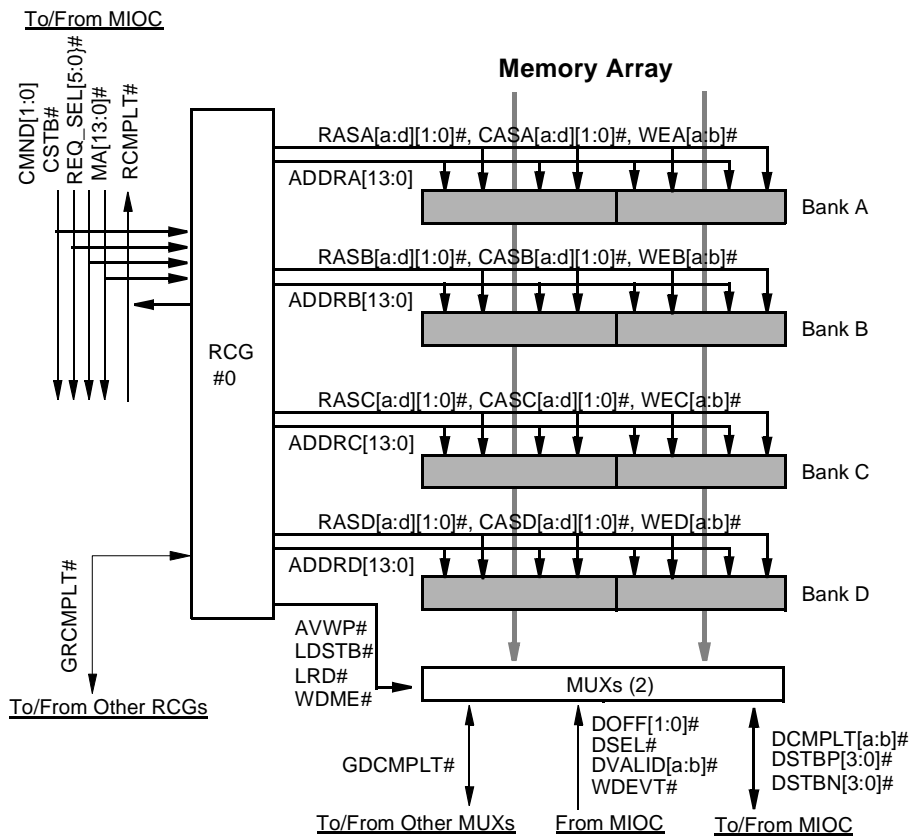 To/From MIOC
CMND[1:0]
CSTB#
REQ_SEL[5:0}#
MA[13:0]#
RCMPLT#
Memory Array
RASA[a:d][1:0]#, CASA[a:d][1:0]#, WEA[a:b]#
ADDRA[13:0]
Bank A
RASB[a:d][1:0]#, CASB[a:d][1:0]#, WEB[a:b]#
ADDRB[13:0]
Bank B
RCG
#0
RASC[a:d][1:0]#, CASC[a:d][1:0]#, WEC[a:b]#
ADDRC[13:0]
Bank C
RASD[a:d][1:0]#, CASD[a:d][1:0]#, WED[a:b]#
ADDRD[13:0]
Bank D
GRCMPLT#
To/From Other RCGs
AVWP#
LDSTB#
LRD#
WDME#
MUXs (2)
GDCMPLT#
DOFF[1:0]#
DSEL#
DVALID[a:b]#
WDEVT#
DCMPLT[a:b]#
DSTBP[3:0]#
DSTBN[3:0]#
To/From Other MUXs
From MIOC
To/From MIOC